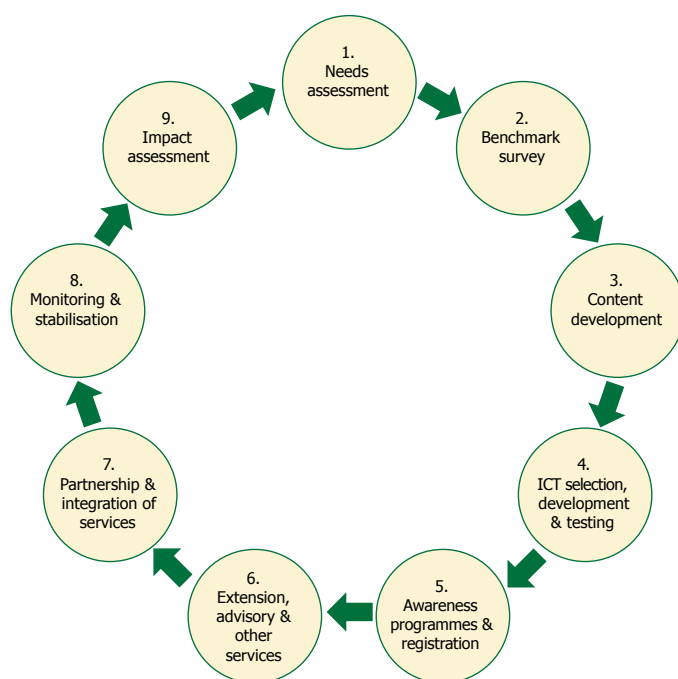 1.
Needs
assessment
2.
Benchmark
survey
3.
Content
development
4.
ICT selection,
development
& testing
5.
Awareness
programmes &
registration
6.
Extension,
advisory &
other
services
7.
Partnership &
integration of
services
8.
Monitoring &
stabilisation
9.
Impact
assessment